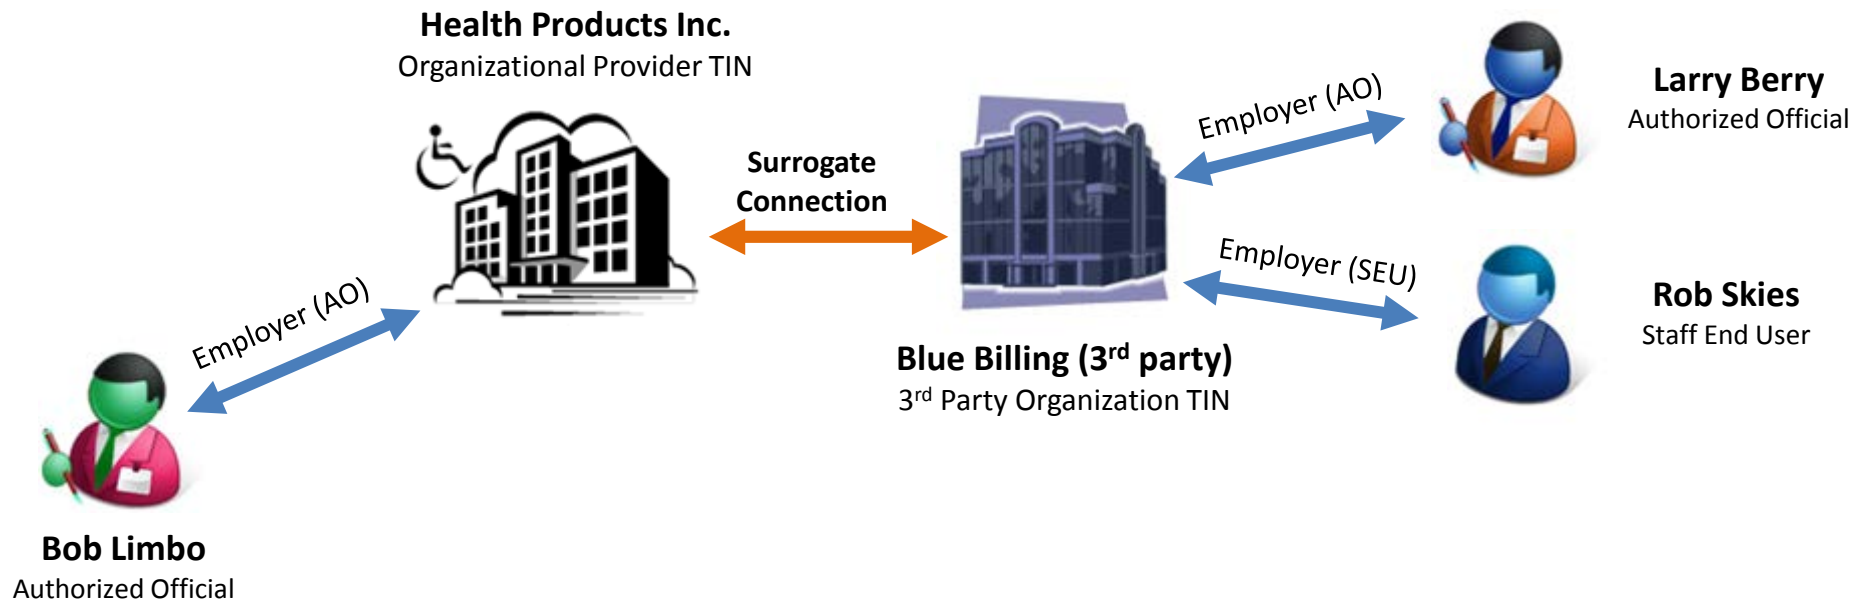 Health Products Inc.
Organizational Provider TIN
Employer (AO)
Larry Berry
Authorized Official
Surrogate
Connection
Employer (SEU)
Rob Skies
Staff End User
Employer (AO)
Blue Billing (3rd party)
3rd Party Organization TIN
Bob Limbo
Authorized Official